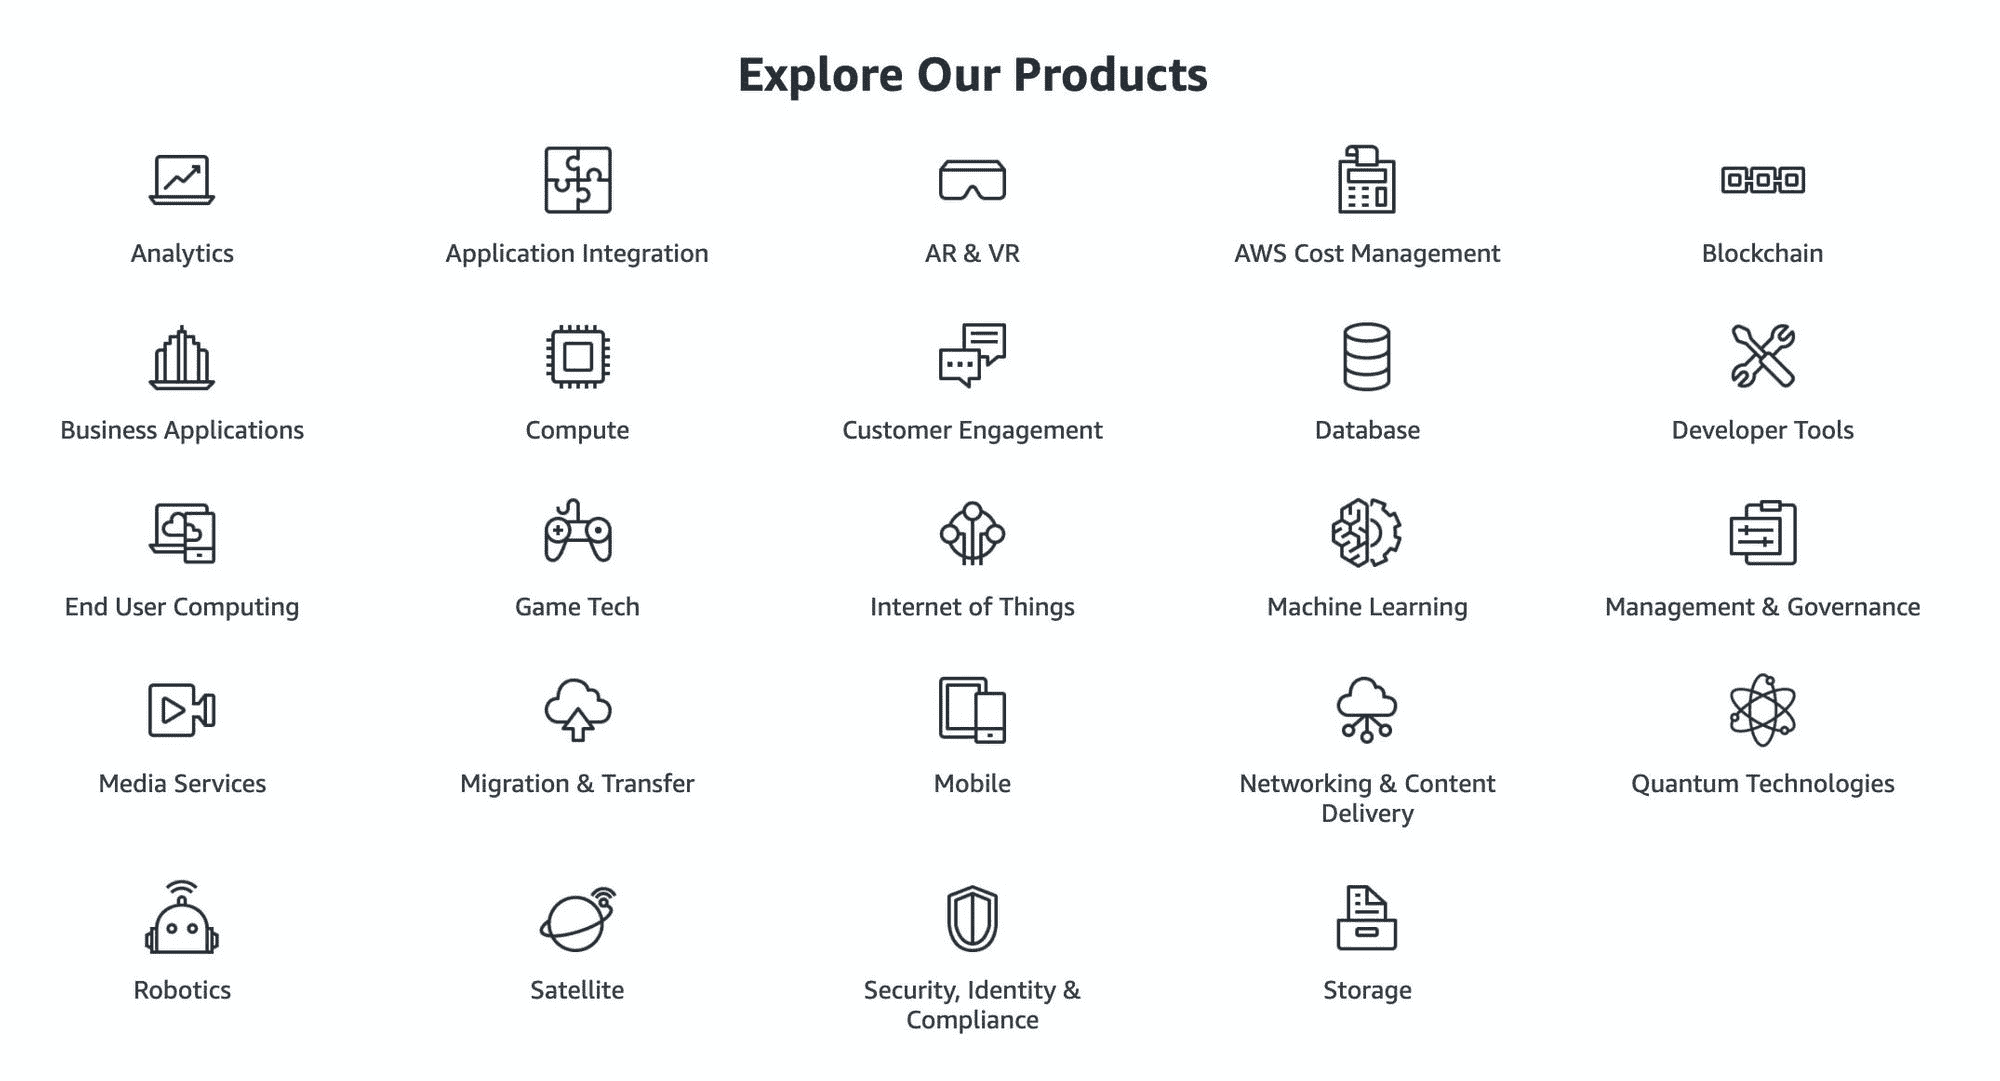 Explore Our Products
Analytics
Application Integration
AR & VR
AWS Cost Management
Blockchain
Business Applications
Compute
Customer Engagement
Database
Developer Tools
End User Computing
Game Tech
Internet of Things
Machine Learning
Management & Governance
Media Services
Migration & Transfer
Mobile
Networking & Content
Delivery
Quantum Technologies
Robotics
Satellite
Security, Identity &
Compliance
Storage